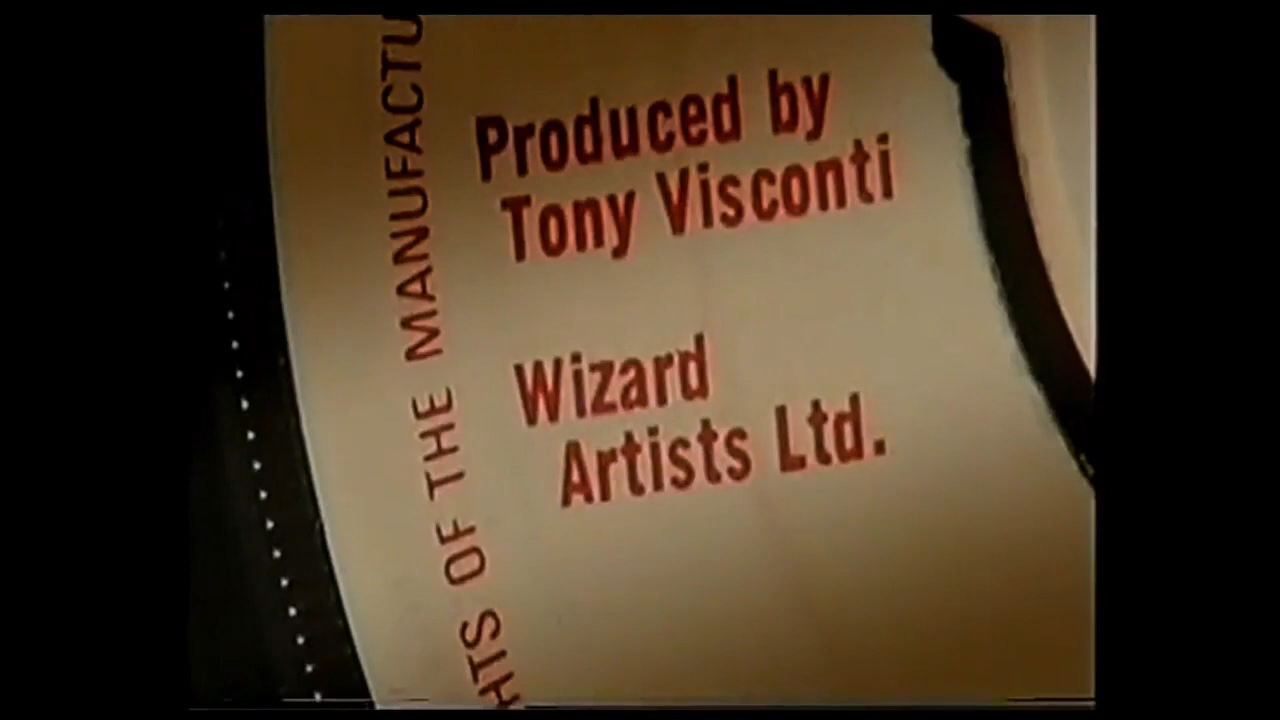 Produced by
Tony Visconti
Wizard
Artists Ltd.
HTS OF THE MANUFACTU